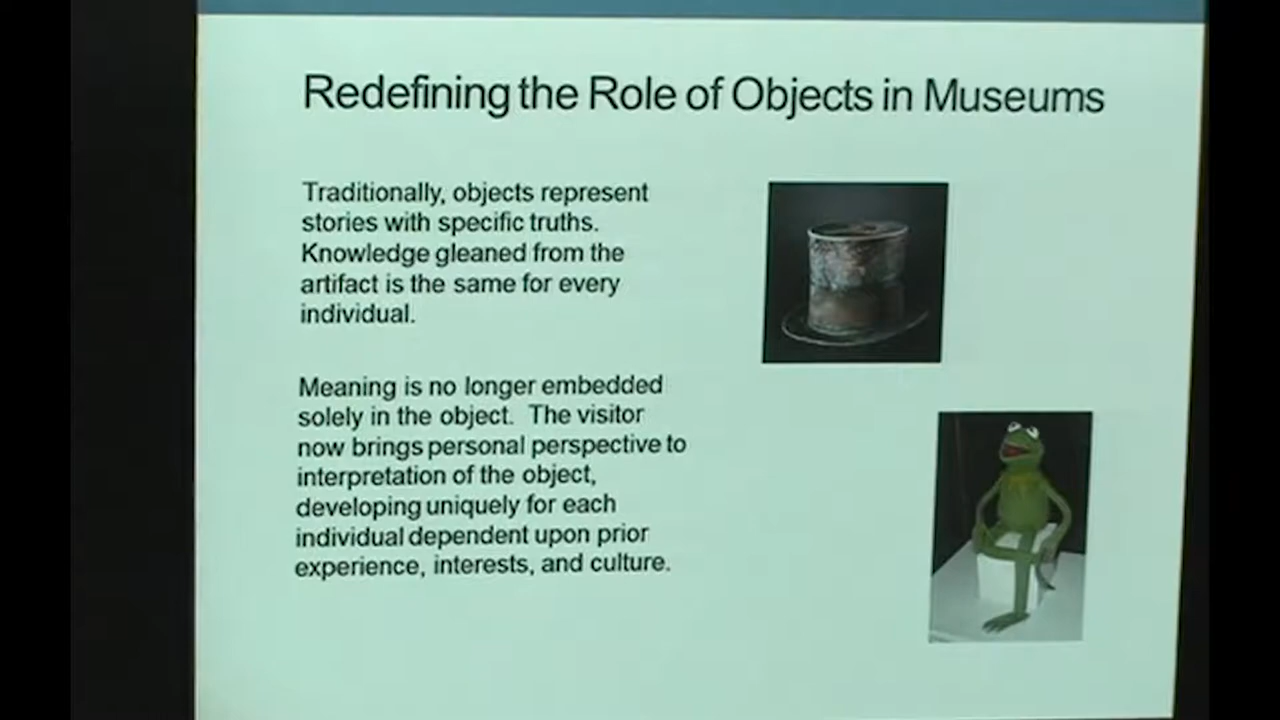 Redefining the Role of Objects in Museums
Traditionally, objects represent
stories with specific truths.
Knowledge gleaned from the
artifact is the same for every
individual.
Meaning is no longer embedded
solely in the object. The visitor
now brings personal perspective to
interpretation of the object,
developing uniquely for each
individual dependent upon prior
experience, interests, and culture.